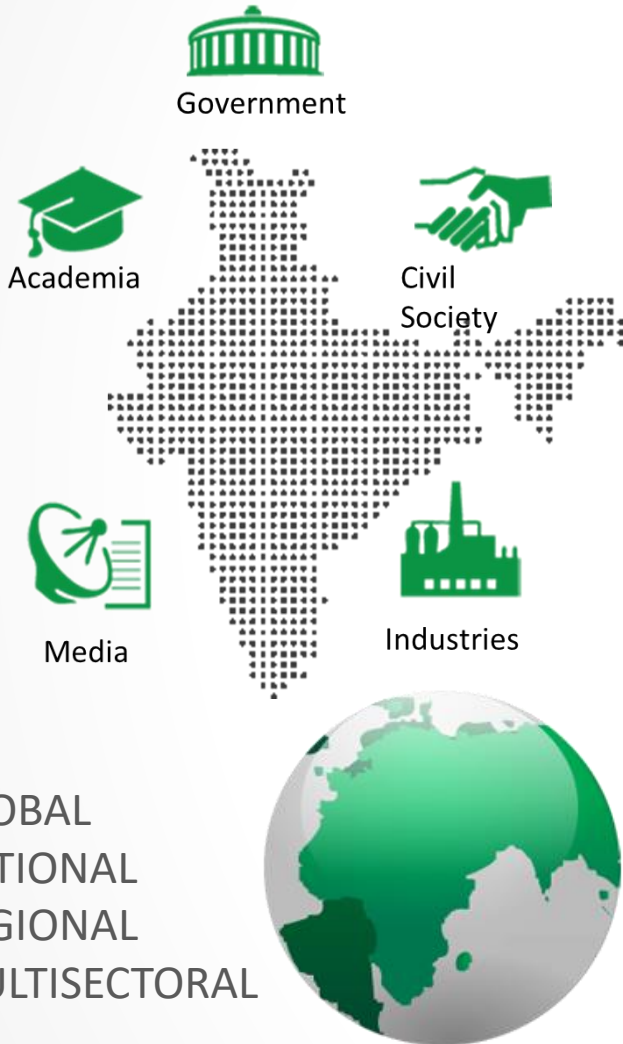 Government
Academia
Civil
Society
Media
Industries
OBAL
TIONAL
GIONAL
ULTISECTORAL